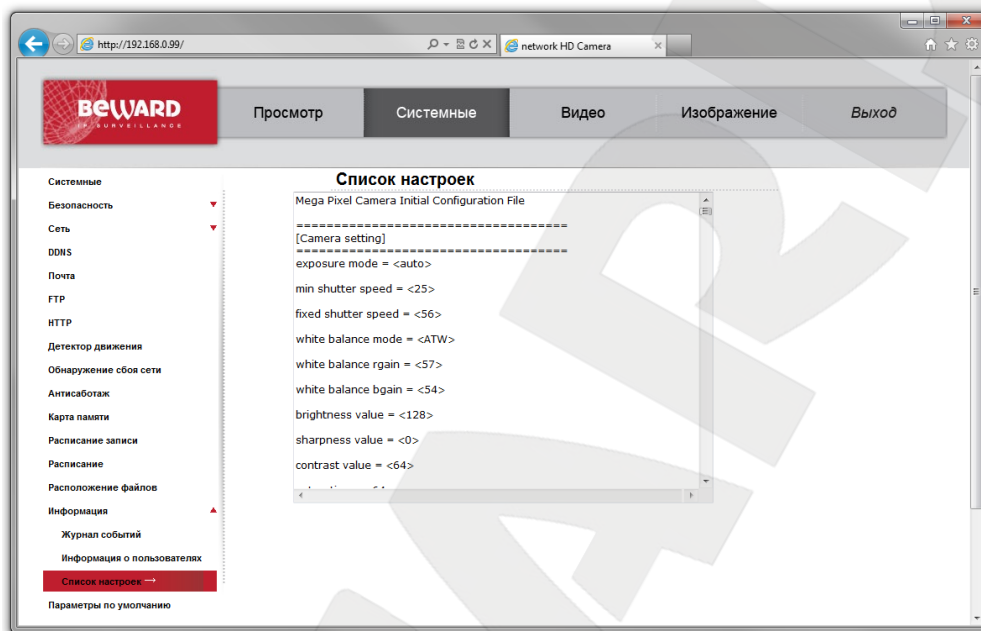 http://192.168.0.99/
network HD Camera
BEWARD
IP SURVEILLANCE
Просмотр
Системные
Видео
Изображение
Выход
Системные
Безопасность
Сеть
DDNS
Почта
FTP
HTTP
Детектор движения
Обнаружение сбоя сети
Антисаботаж
Карта памяти
Расписание записи
Расписание
Расположение файлов
Информация
Журнал событий
Информация о пользователях
Список настроек →
Параметры по умолчанию
Список настроек
Mega Pixel Camera Initial Configuration File
=====================================
[Camera setting]
=====================================
exposure mode = <auto>
min shutter speed = <25>
fixed shutter speed = <56>
white balance mode = <ATW>
white balance rgain = <57>
white balance bgain = <54>
brightness value = <128>
sharpness value = <0>
contrast value = <64>